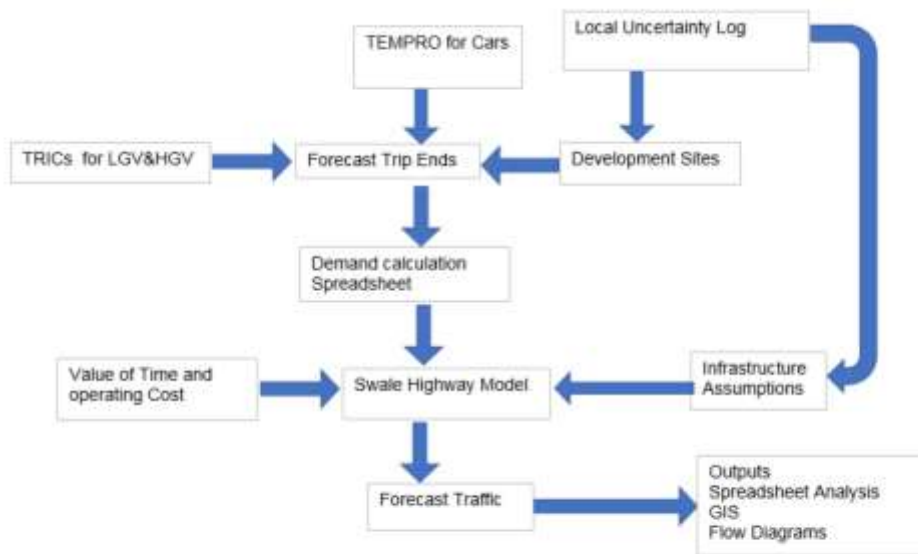 TEMPRO for Cars
Local Uncertainty Log
TRICs for LGV&HGV
Forecast Trip Ends
Development Sites
Demand calculation
Spreadsheet
Value of Time and
operating Cost
Swale Highway Model
Infrastructure
Assumptions
Forecast Traffic
Outputs
Spreadsheet Analysis
GIS
Flow Diagrams